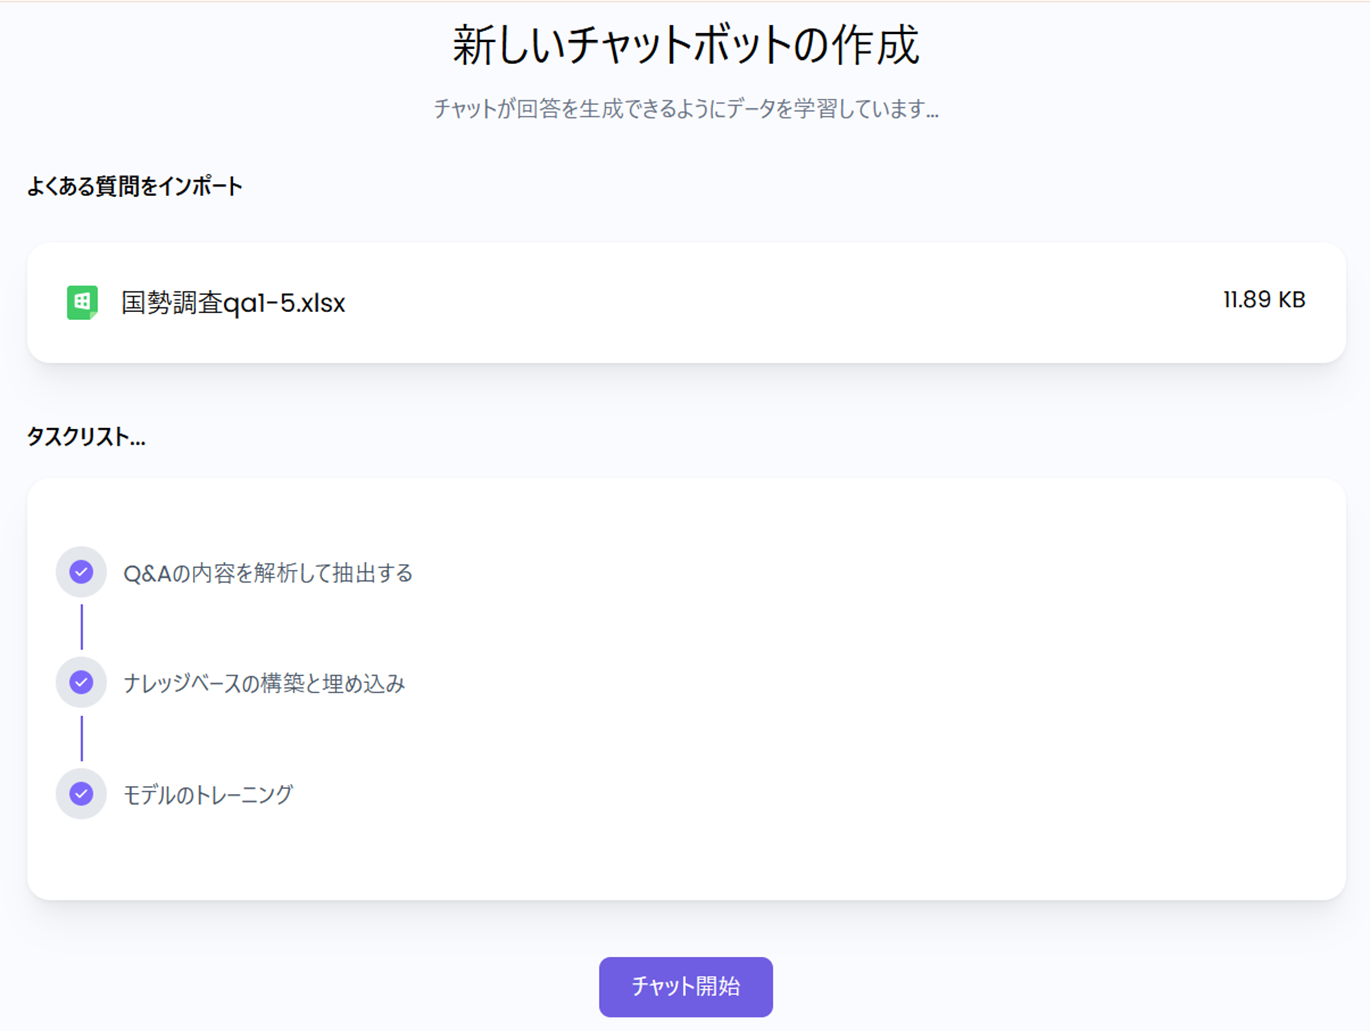 新しいチャットボットの作成
チャットが回答を生成できるようにデータを学習しています...
よくある質問をインポート
国勢調査qa1-5.xlsx
11.89 KB
タスクリスト...
Q&Aの内容を解析して抽出する
ナレッジベースの構築と埋め込み
モデルのトレーニング
チャット開始